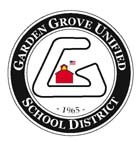 GARDEN GROVE UNIFIED
- 1965 -
SCHOOL DISTRICT